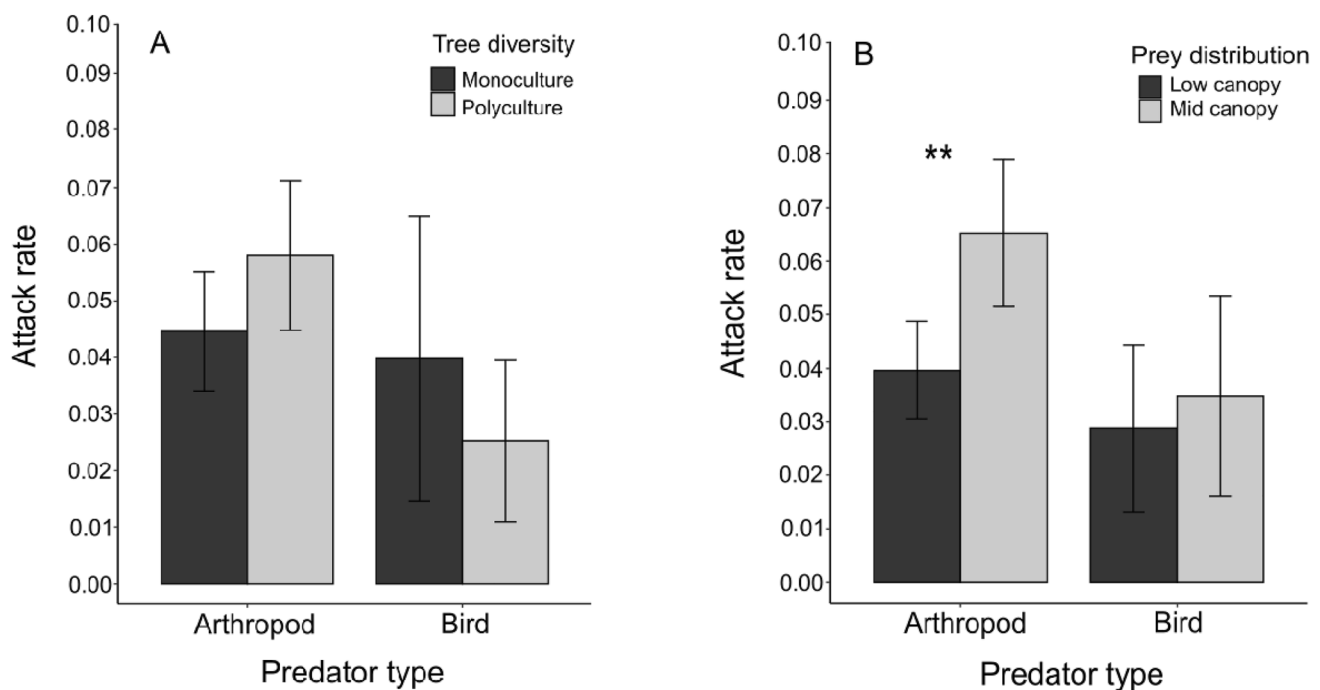 A
Tree diversity
Monoculture
Polyculture
0.10
0.09
0.08
0.07
0.06
0.05
0.04
0.03
0.02
0.01
0.00
Attack rate
Arthropod Bird
Predator type
B
Prey distribution
Low canopy
Mid canopy
**
0.10
0.09
0.08
0.07
0.06
0.05
0.04
0.03
0.02
0.01
0.00
Attack rate
Arthropod Bird
Predator type